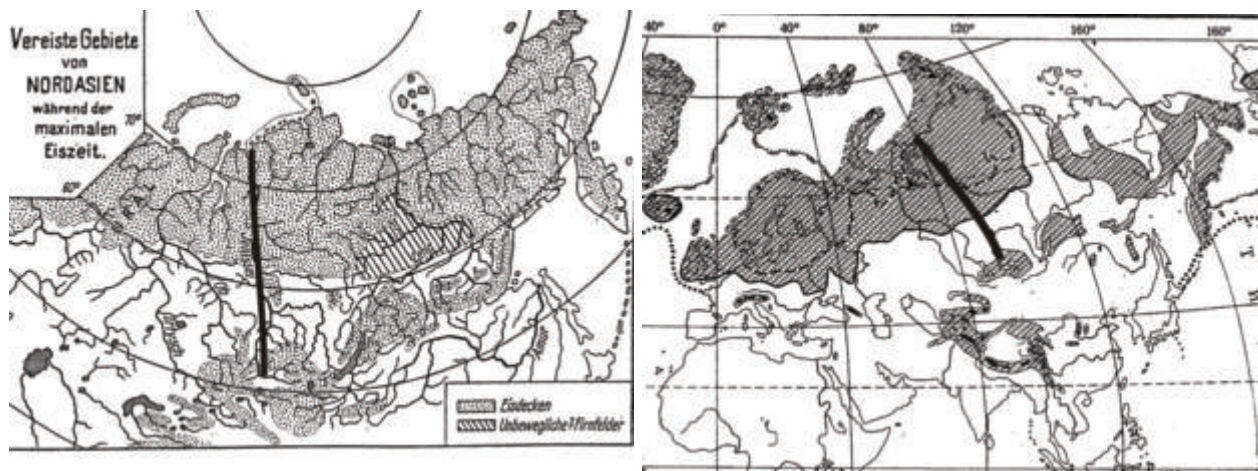 Vereiste Gebiete
von
NORDASIEN
während der
maximalen
Eiszeit.
70°
60°
Eisdecken
Unbewegliche? Firnfelder
40°
0°
40°
80°
120°
160°
160°